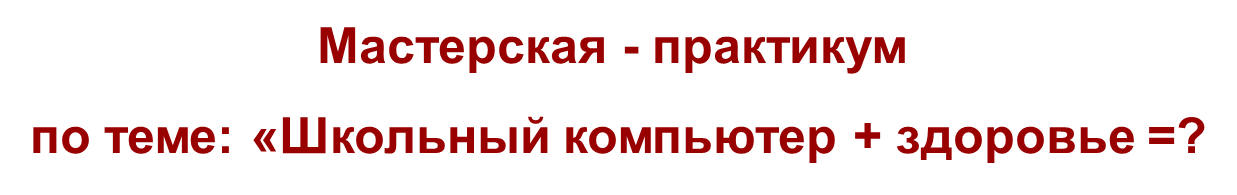 Мастерская - практикум
по теме: «Школьный компьютер + здоровье =?